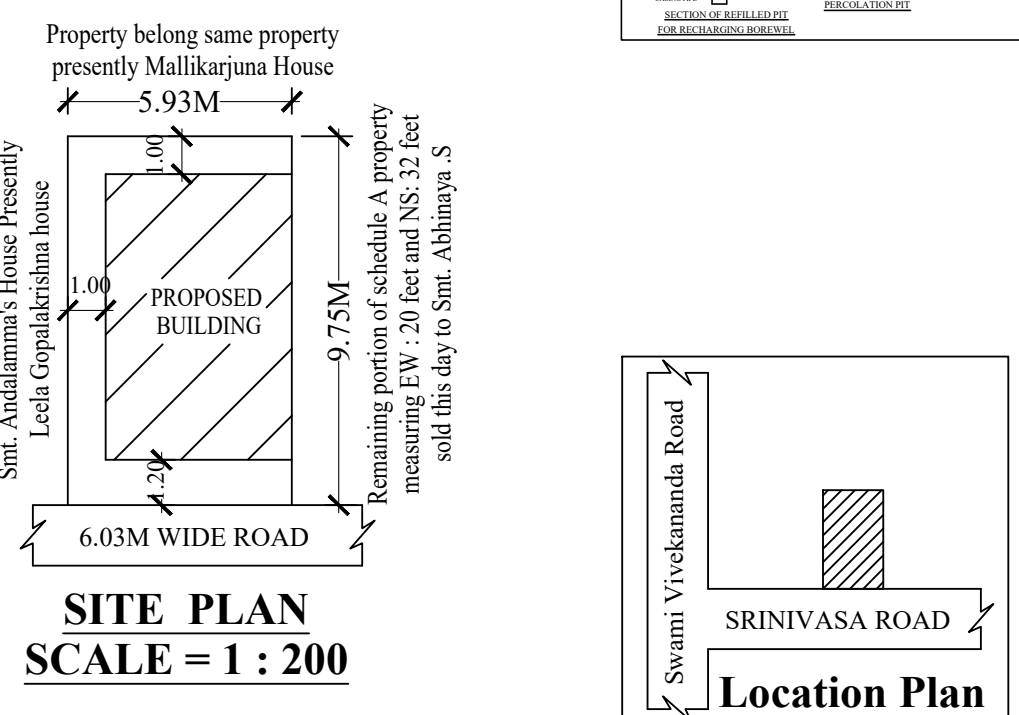 SECTION OF REFILLED PIT
FOR RECHARGING BOREWEL
PERCOLATION PIT
Property belong same property
presently Mallikarjuna House
5.93M
1.00
Smt. Andalamma's House Presently
Leela Gopalakrishna house
1.00
PROPOSED
BUILDING
9.75M
Remaining portion of schedule A property
measuring EW : 20 feet and NS: 32 feet
sold this day to Smt. Abhinaya .S
1.20
6.03M WIDE ROAD
SITE PLAN
SCALE = 1 : 200
Swami Vivekananda Road
SRINIVASA ROAD
Location Plan